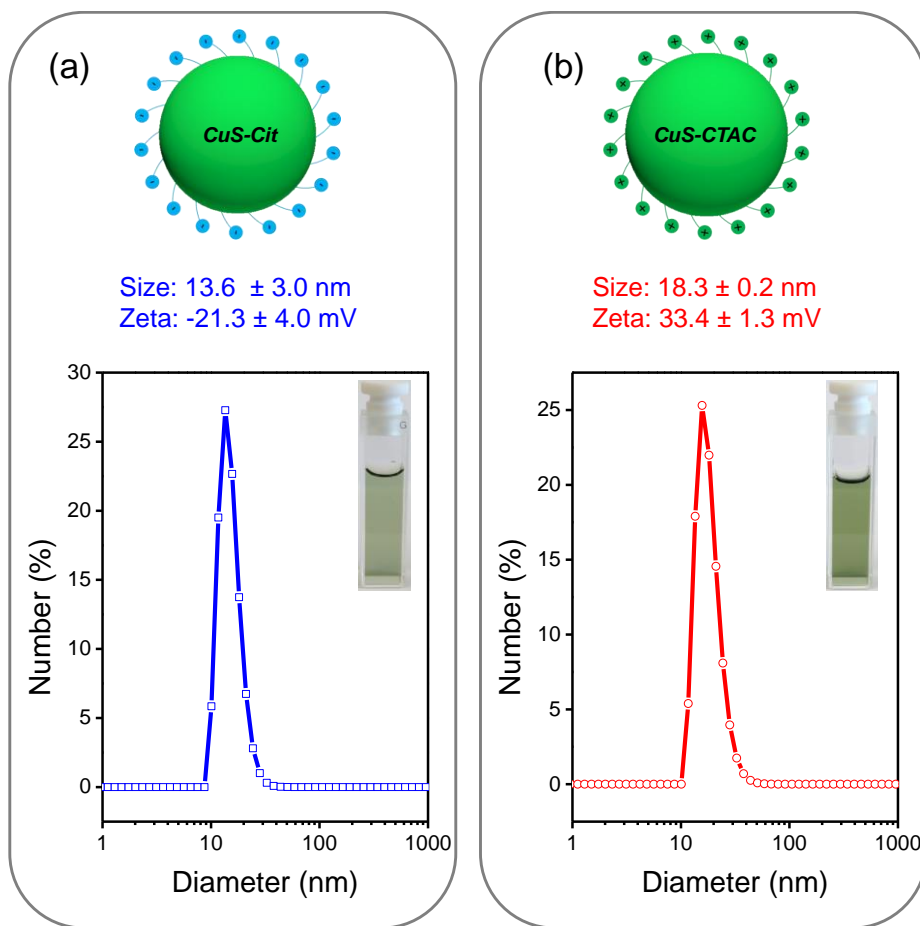 (a)
CuS-Cit
Size: 13.6 ± 3.0 nm
Zeta: -21.3 ± 4.0 mV
30
25
20
15
10
5
0
Number (%)
G
1
10
100
1000
Diameter (nm)
(b)
CuS-CTAC
Size: 18.3 ± 0.2 nm
Zeta: 33.4 ± 1.3 mV
25
20
15
10
5
0
Number (%)
1
10
100
1000
Diameter (nm)